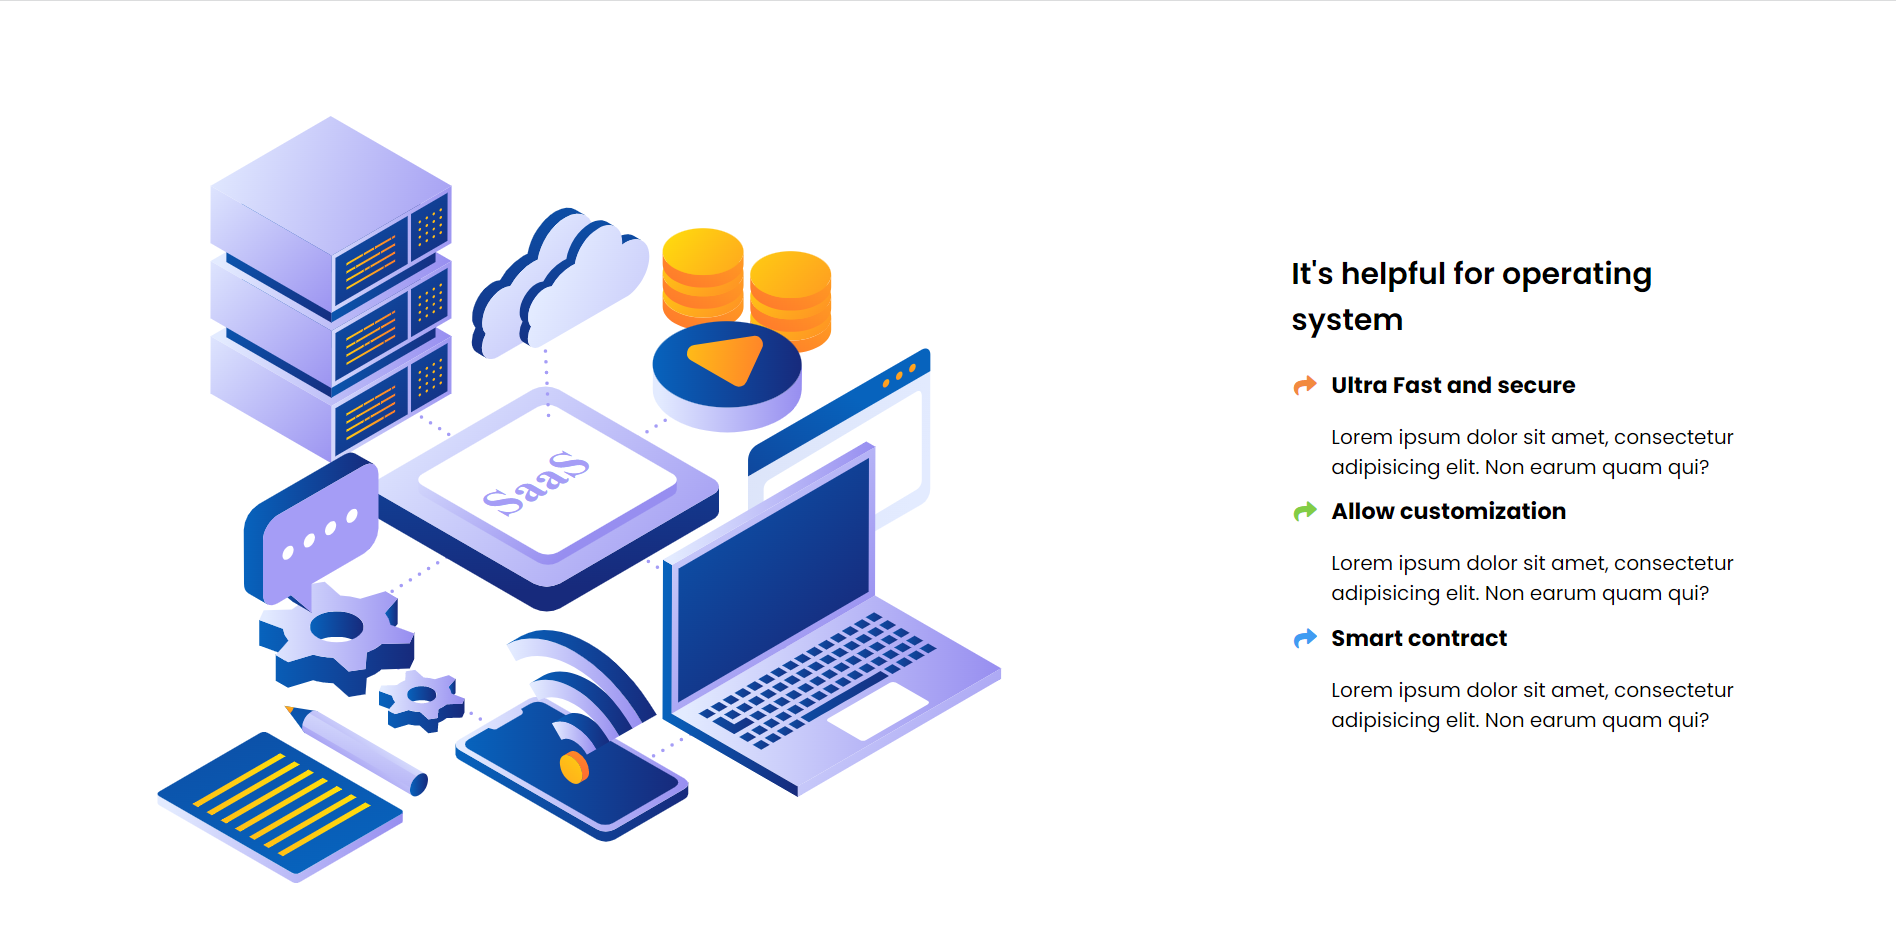 SaaS
It's helpful for operating
system
Ultra Fast and secure
Lorem ipsum dolor sit amet, consectetur
adipisicing elit. Non earum quam qui?
Allow customization
Lorem ipsum dolor sit amet, consectetur
adipisicing elit. Non earum quam qui?
Smart contract
Lorem ipsum dolor sit amet, consectetur
adipisicing elit. Non earum quam qui?